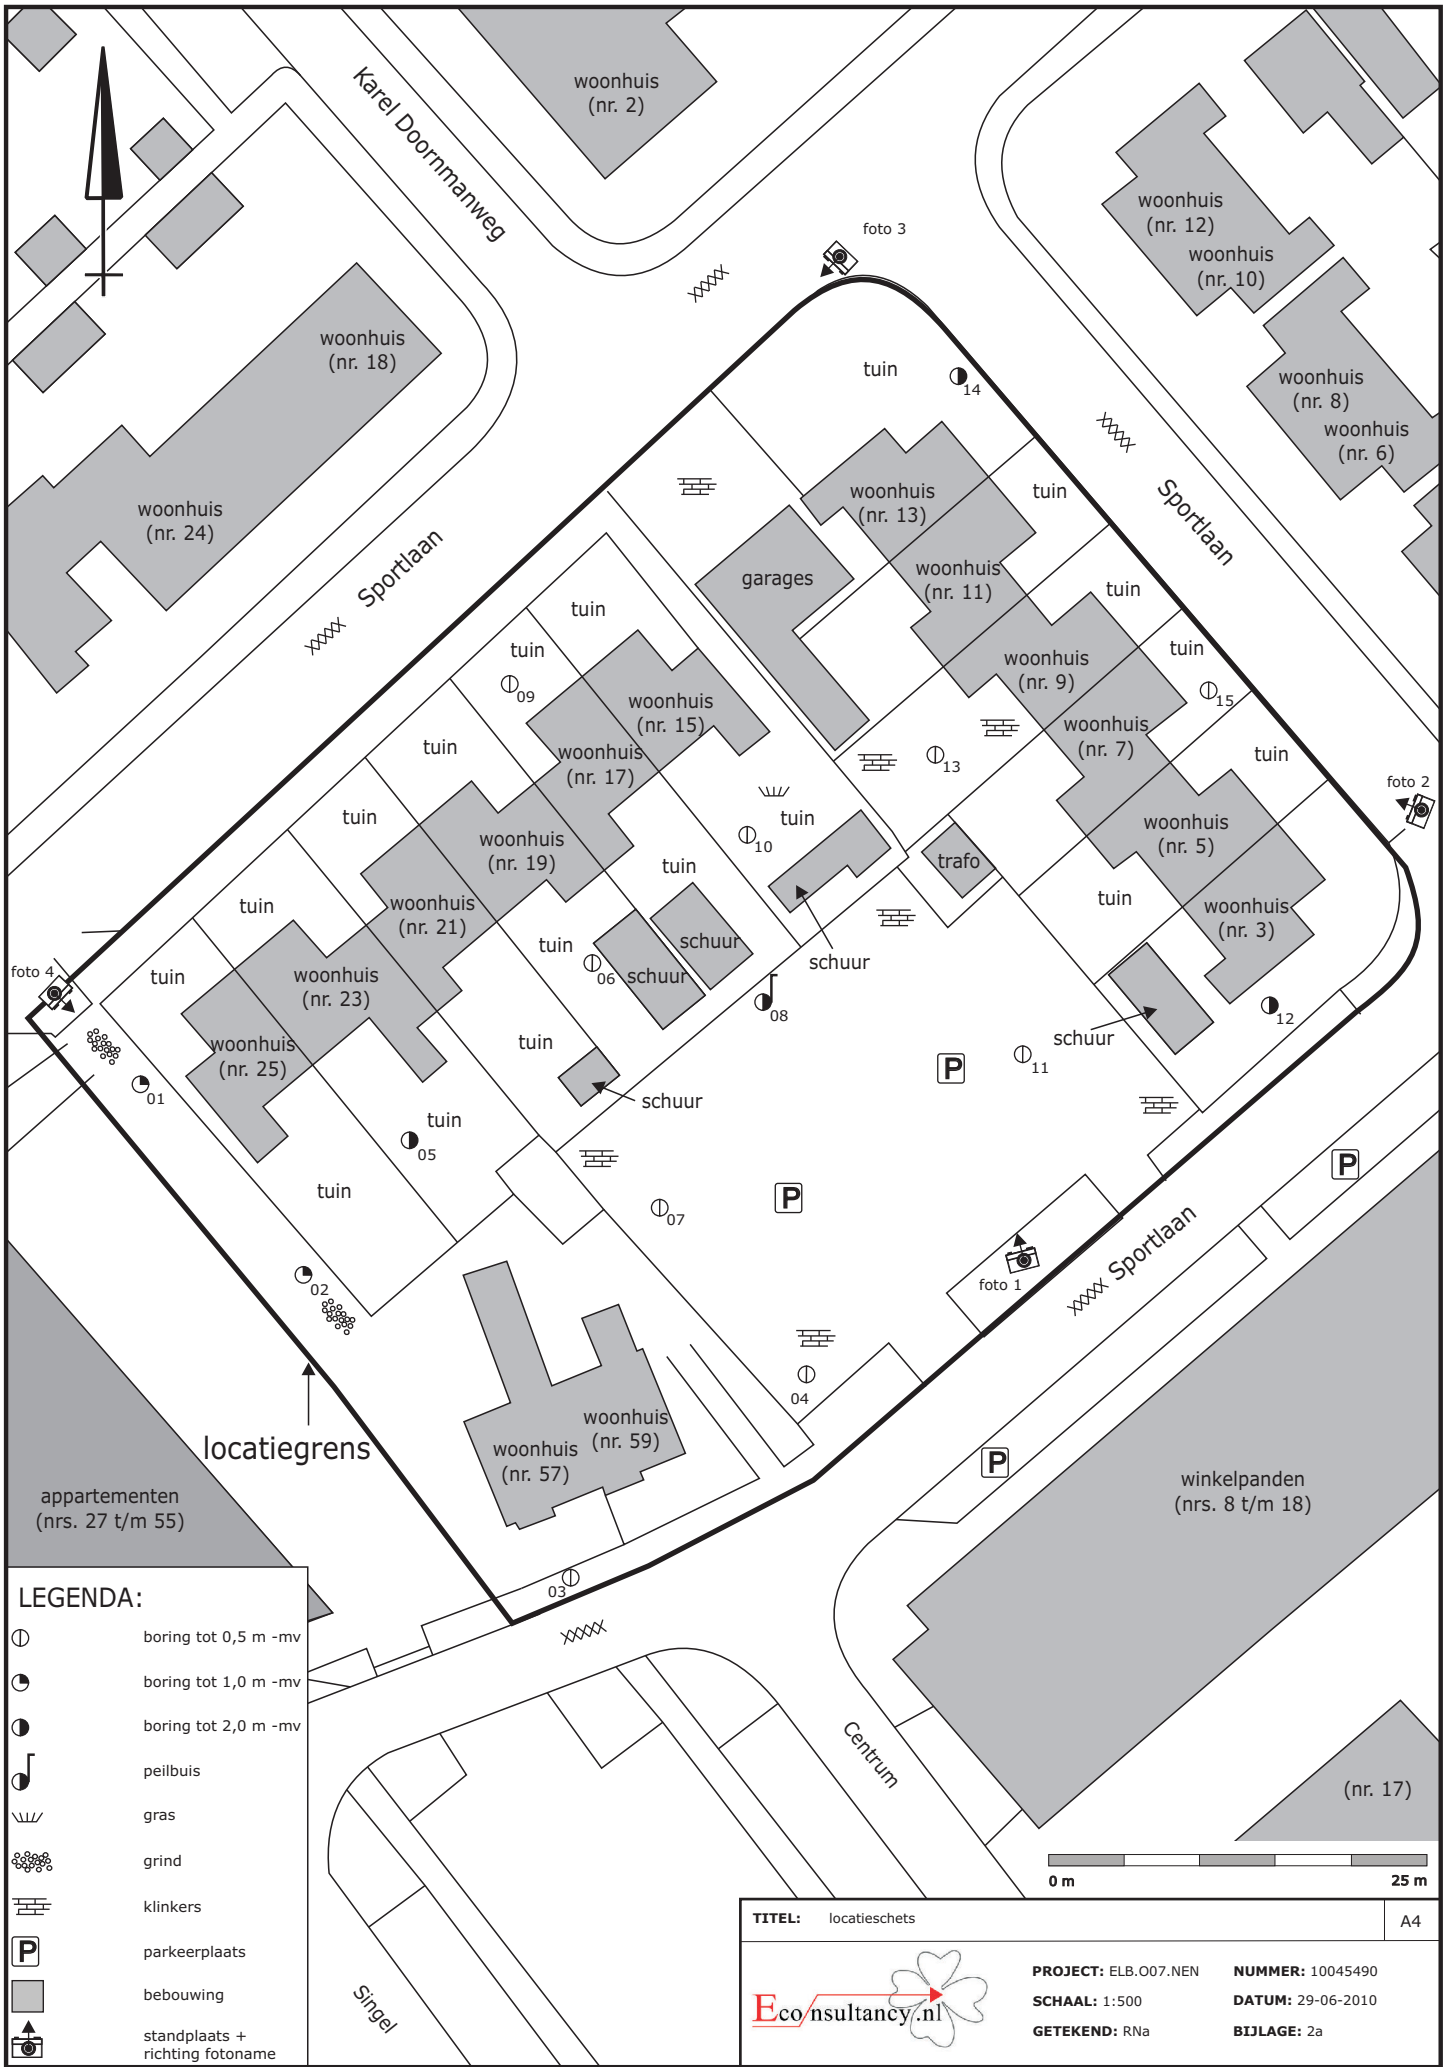 Karel Doornmanweg
woonhuis
(nr. 2)
foto 3
woonhuis
(nr. 12)
woonhuis
(nr. 10)
woonhuis
(nr. 18)
tuin
14
woonhuis
(nr. 8)
woonhuis
(nr. 6)
woonhuis
(nr. 24)
Sportlaan
woonhuis
(nr. 13)
tuin
Sportlaan
garages
woonhuis
(nr. 11)
tuin
tuin
tuin
09
woonhuis
(nr. 15)
woonhuis
(nr. 9)
tuin
15
tuin
woonhuis
(nr. 17)
13
woonhuis
(nr. 7)
tuin
foto 2
tuin
woonhuis
(nr. 19)
10
tuin
woonhuis
(nr. 5)
tuin
trafo
tuin
woonhuis
(nr. 21)
tuin
woonhuis
(nr. 3)
foto 4
tuin
woonhuis
(nr. 23)
tuin
06
schuur
schuur
schuur
08
12
schuur
woonhuis
(nr. 25)
tuin
01
P
11
schuur
tuin
05
tuin
07
P
P
02
Sportlaan
foto 1
04
locatiegrens
woonhuis
(nr. 59)
woonhuis
(nr. 57)
P
winkelpanden
(nrs. 8 t/m 18)
appartementen
(nrs. 27 t/m 55)
03
Centrum
(nr. 17)
Singel
LEGENDA:
boring tot 0,5 m -mv
boring tot 1,0 m -mv
boring tot 2,0 m -mv
peilbuis
gras
grind
klinkers
P parkeerplaats
bebouwing
standplaats +
richting fotoname
0 m 25 m
TITEL: locatieschets A4
Econsultancy.nl
PROJECT: ELB.O07.NEN NUMMER: 10045490
SCHAAL: 1:500 DATUM: 29-06-2010
GETEKEND: RNa BIJLAGE: 2a